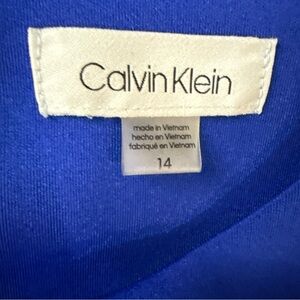 Calvin Klein
made in Vietnam
hecho en Vietnam
fabriqué en Vietnam
14